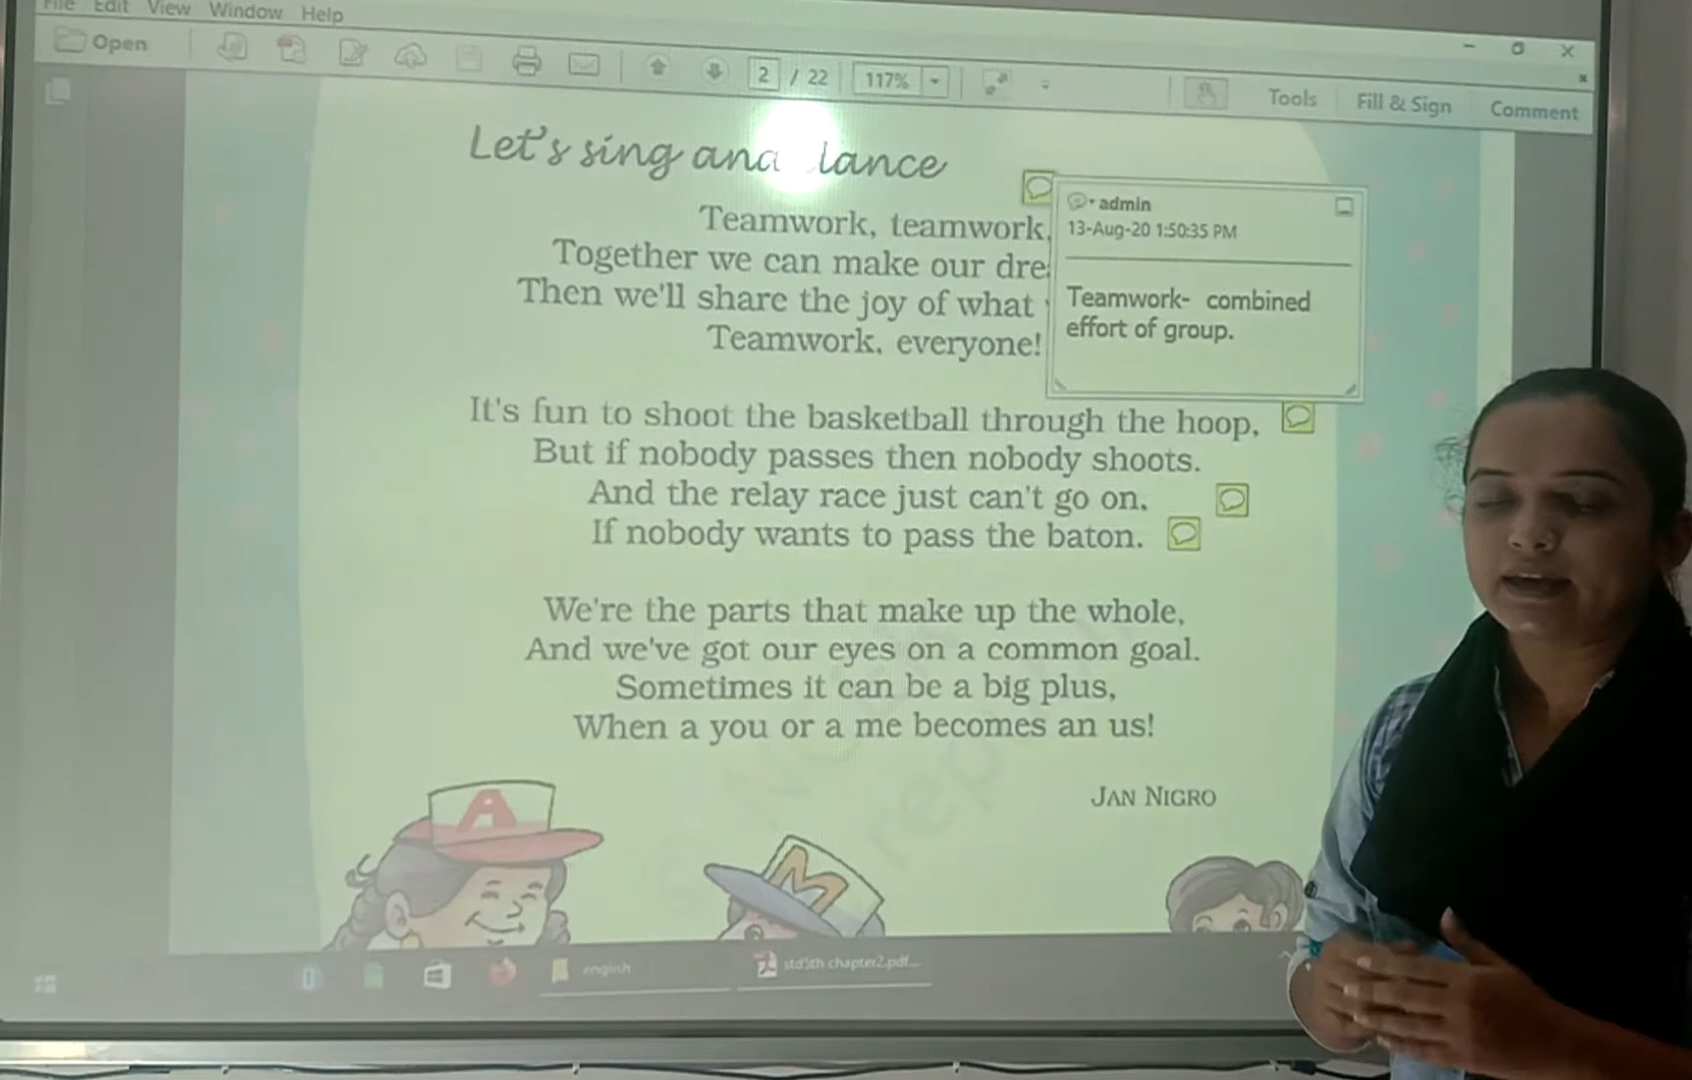 File Edit View Window Help
Open
2 / 22
117%
Tools
Fill & Sign
Comment
Let's sing and dance
Teamwork, teamwork,
Together we can make our dre
Then we'll share the joy of what
Teamwork, everyone!
admin
13-Aug-20 1:50:35 PM
Teamwork- combined
effort of group.
It's fun to shoot the basketball through the hoop,
But if nobody passes then nobody shoots.
And the relay race just can't go on,
If nobody wants to pass the baton.
We're the parts that make up the whole,
And we've got our eyes on a common goal.
Sometimes it can be a big plus,
When a you or a me becomes an us!
JAN NIGRO
A
M
english
std5th chapter2.pdf...